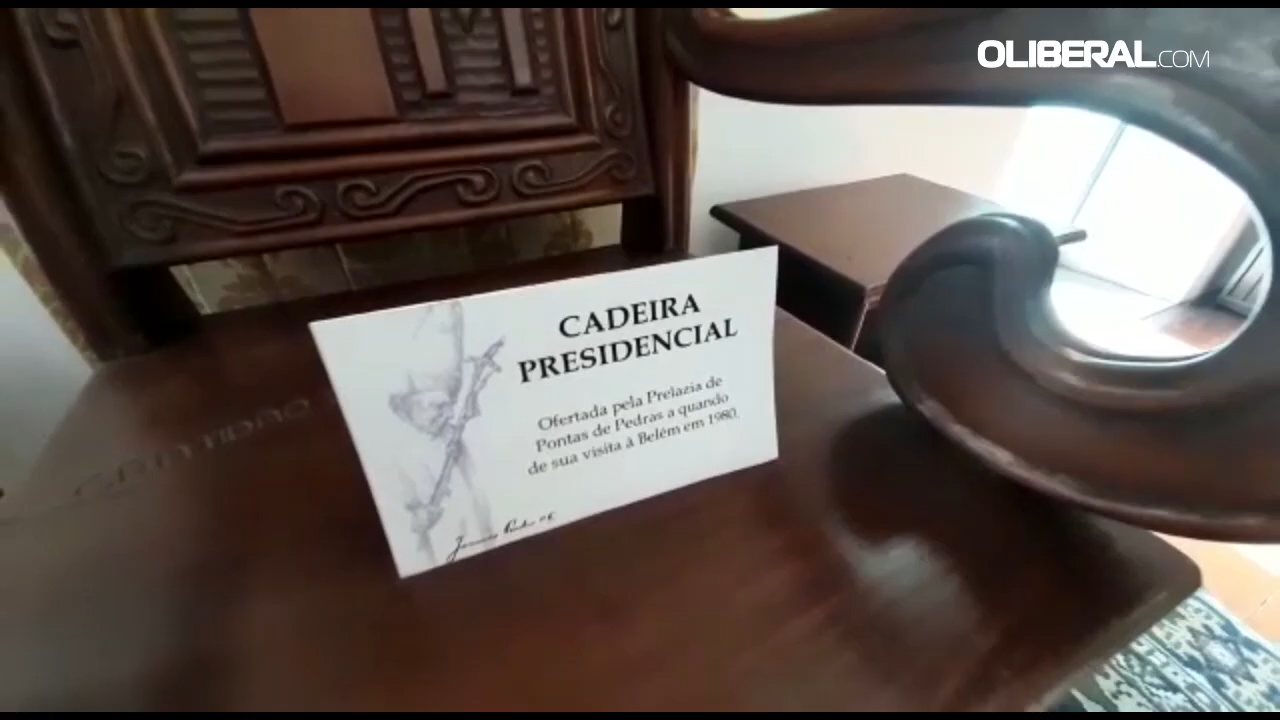 OLIBERAL.COM
CADEIRA
PRESIDENCIAL
Ofertada pela Prelazia de
Pontas de Pedras a quando
de sua visita à Belém em 1980.